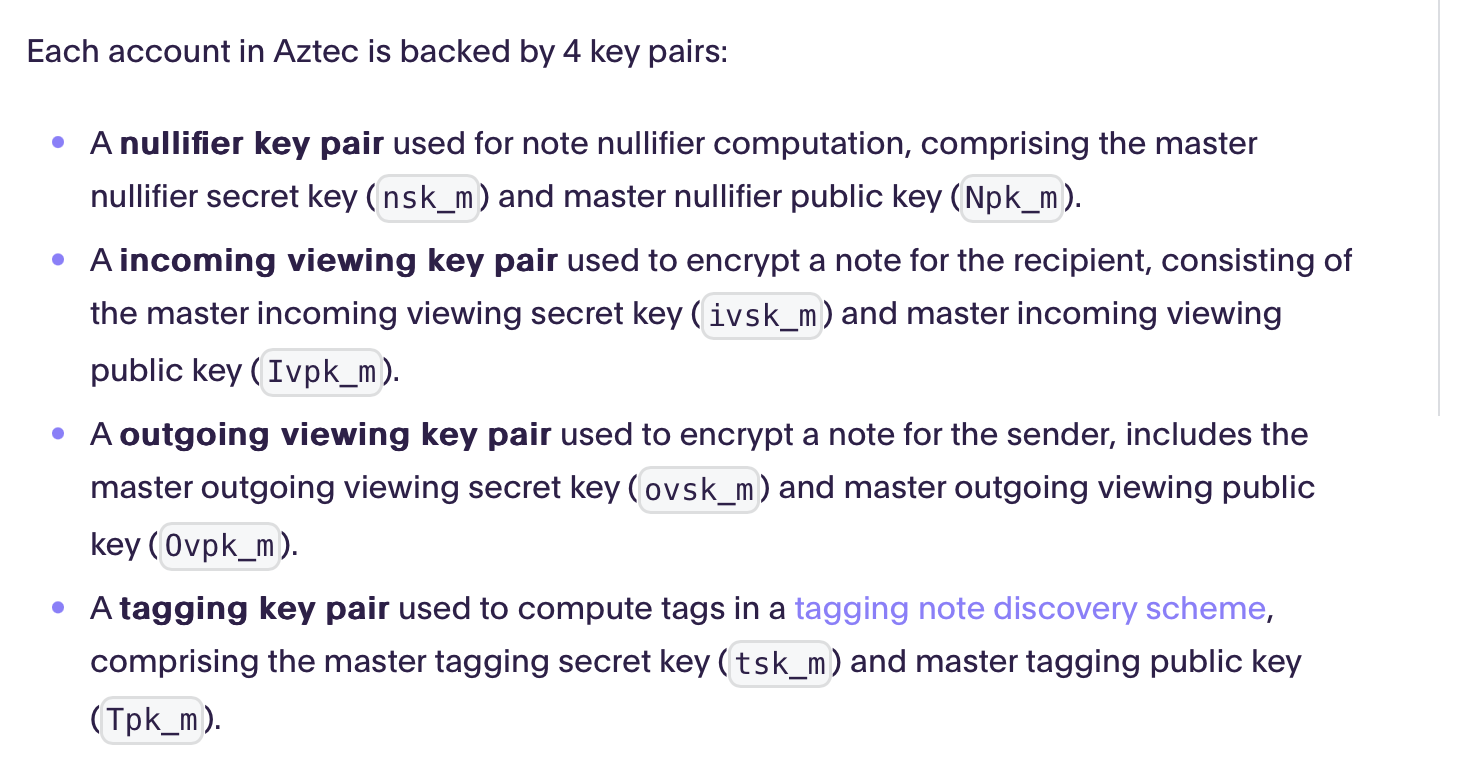 Each account in Aztec is backed by 4 key pairs:
A nullifier key pair used for note nullifier computation, comprising the master
nullifier secret key (nsk_m) and master nullifier public key (Npk_m).
A incoming viewing key pair used to encrypt a note for the recipient, consisting of
the master incoming viewing secret key (ivsk_m) and master incoming viewing
public key (Ivpk_m).
A outgoing viewing key pair used to encrypt a note for the sender, includes the
master outgoing viewing secret key (ovsk_m) and master outgoing viewing public
key (Ovpk_m).
A tagging key pair used to compute tags in a tagging note discovery scheme,
comprising the master tagging secret key (tsk_m) and master tagging public key
(Tpk_m).